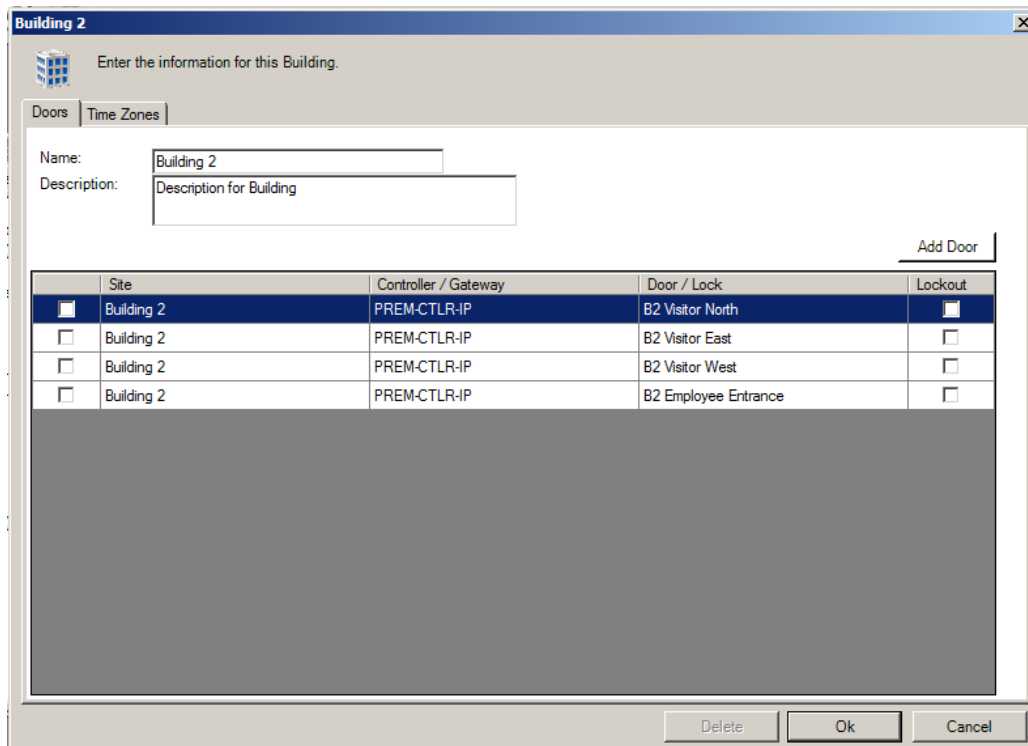 Building 2
Enter the information for this Building.
Doors Time Zones
Name: Building 2
Description: Description for Building
Add Door
Site Controller / Gateway Door / Lock Lockout
Building 2 PREM-CTLR-IP B2 Visitor North
Building 2 PREM-CTLR-IP B2 Visitor East
Building 2 PREM-CTLR-IP B2 Visitor West
Building 2 PREM-CTLR-IP B2 Employee Entrance
Delete Ok Cancel